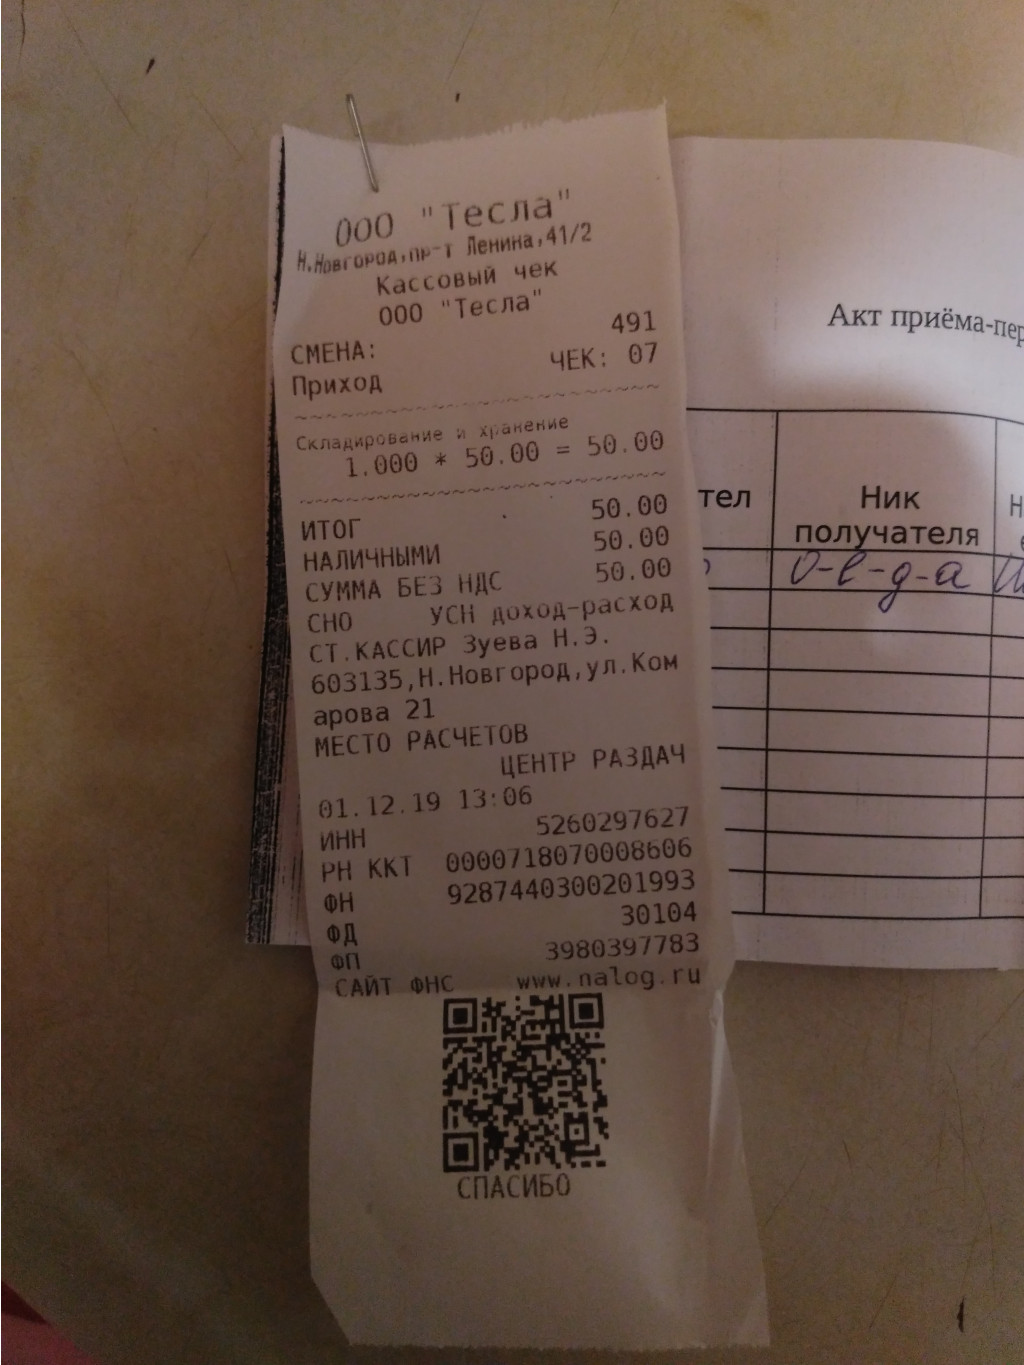 ООО "Тесла"
Н.Новгород,пр-т Ленина,41/2
Кассовый чек
ООО "Тесла"
СМЕНА: 491
Приход ЧЕК: 07
~~~~~~~~~~~~~~~~~~~~~~~~
Складирование и хранение
1.000 * 50.00 = 50.00
~~~~~~~~~~~~~~~~~~~~~~~~
ИТОГ 50.00
НАЛИЧНЫМИ 50.00
СУММА БЕЗ НДС 50.00
СНО УСН доход-расход
СТ.КАССИР Зуева Н.Э.
603135,Н.Новгород,ул.Ком
арова 21
МЕСТО РАСЧЕТОВ
ЦЕНТР РАЗДАЧ
01.12.19 13:06
ИНН 5260297627
РН ККТ 0000718070008606
ФН 9287440300201993
ФД 30104
ФП 3980397783
САЙТ ФНС www.nalog.ru
СПАСИБО
Акт приёма-пер
тел
Ник
получателя
О-л-д-а